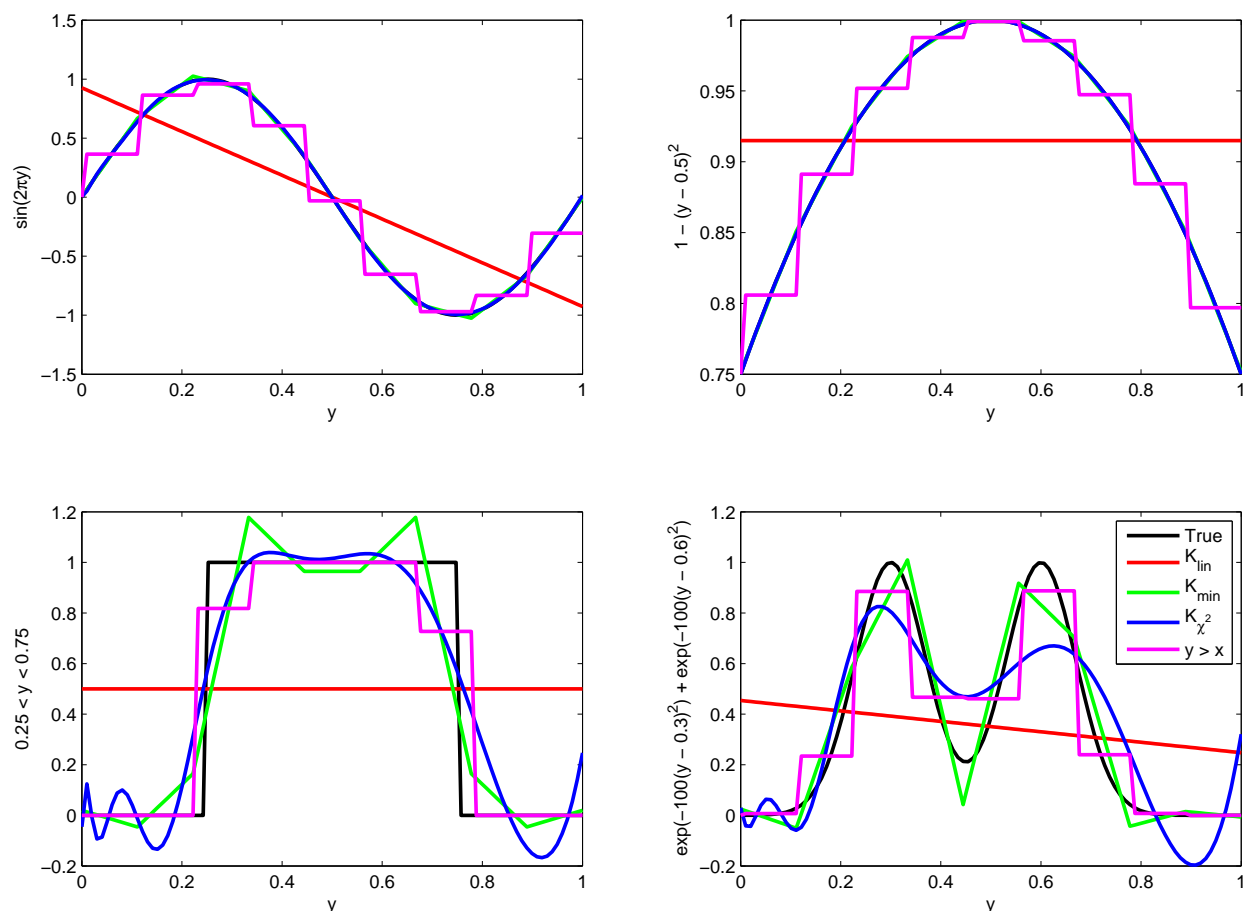 1.5
1
0.5
0
−0.5
−1
−1.5
sin(2πy)
0 0.2 0.4 0.6 0.8 1
y
1
0.95
0.9
0.85
0.8
0.75
1 − (y − 0.5)²
0 0.2 0.4 0.6 0.8 1
y
1.2
1
0.8
0.6
0.4
0.2
0
−0.2
0.25 < y < 0.75
0 0.2 0.4 0.6 0.8 1
y
1.2
1
0.8
0.6
0.4
0.2
0
−0.2
exp(−100(y − 0.3)²) + exp(−100(y − 0.6)²)
True
K_lin
K_min
K_χ²
y > x
0 0.2 0.4 0.6 0.8 1
y